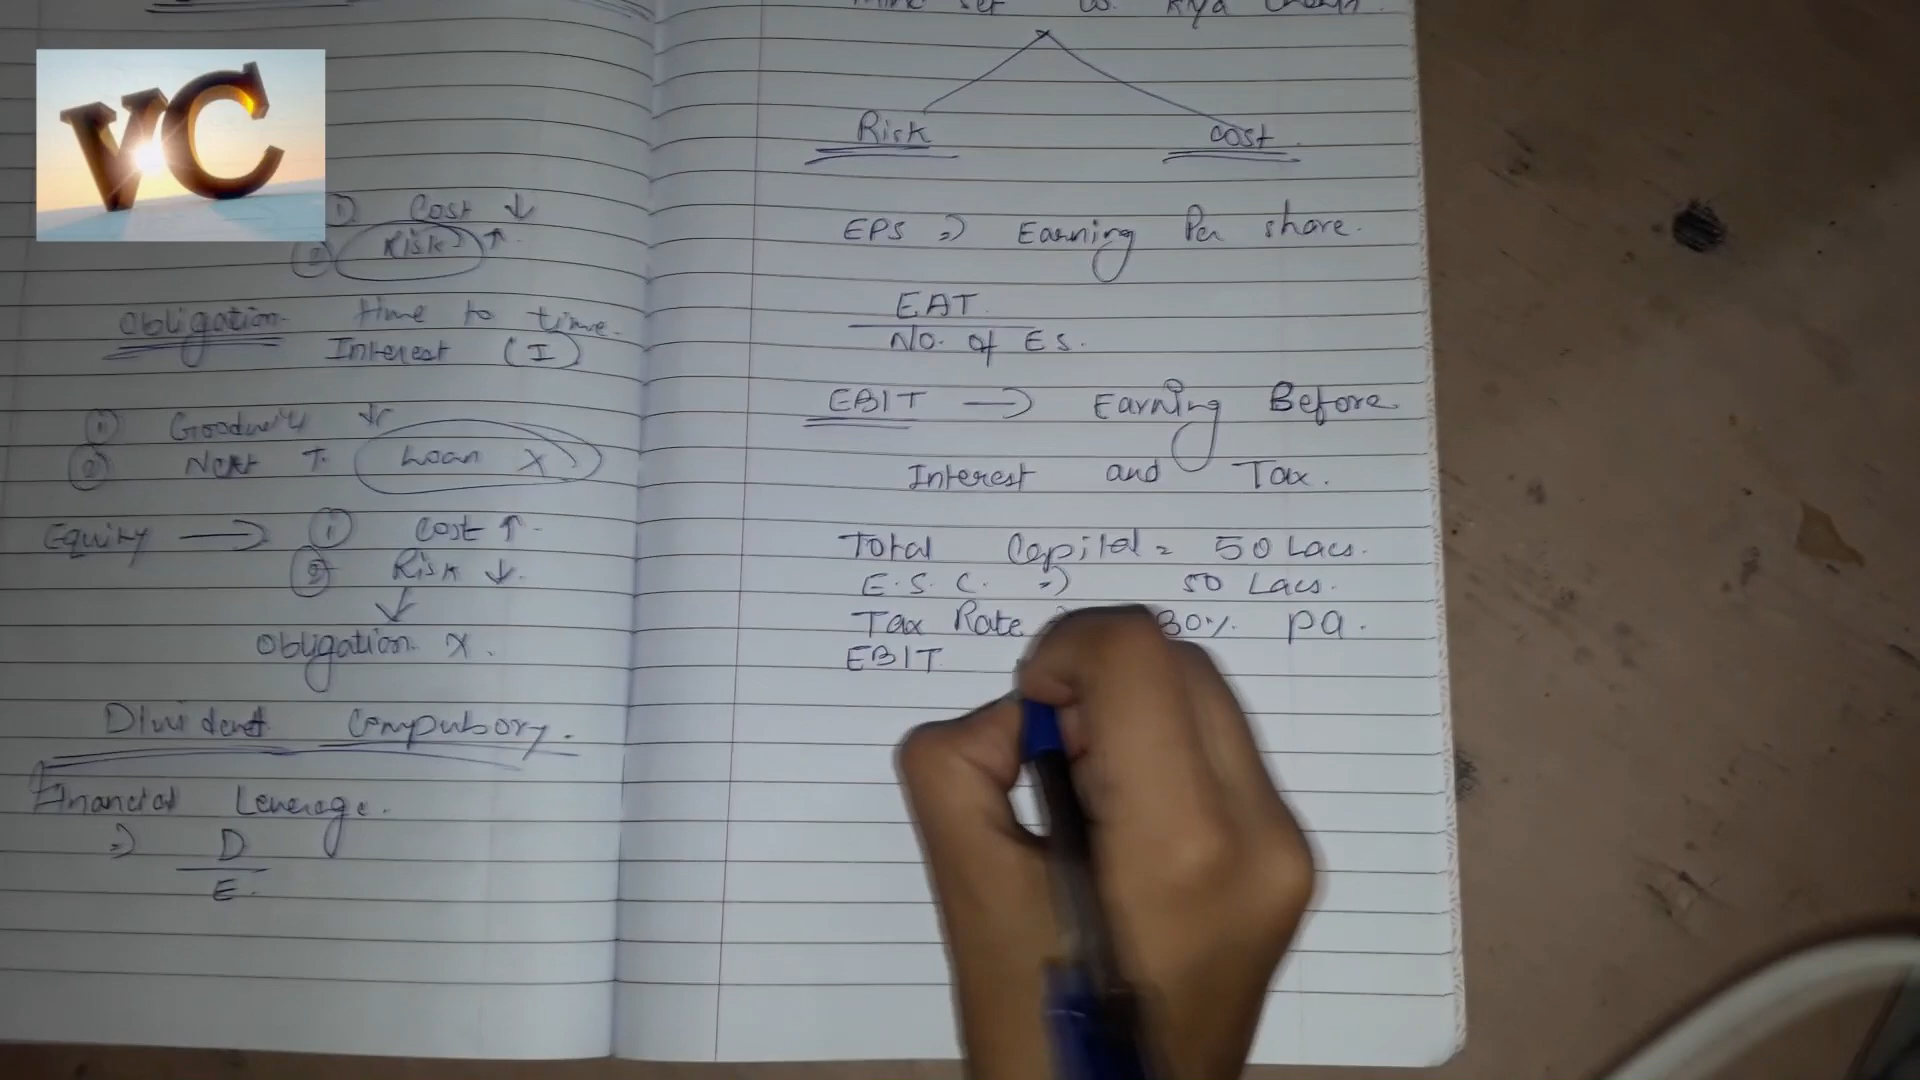 VC
① Cost ↓
② Risk ↑
Obligation time to time.
Interest (I)
① Goodwill ↓
② Next T. Loan X
Equity → ① Cost ↑
② Risk ↓
↓
Obligation X.
Dividend Compulsory.
Financial Leverage.
⇒ D
E.
Risk Cost
EPS ⇒ Earning Per share.
EAT
No. of ES.
EBIT → Earning Before
Interest and Tax.
Total Capital = 50 Lacs.
E.S.C. ⇒ 50 Lacs.
Tax Rate 30% pa.
EBIT